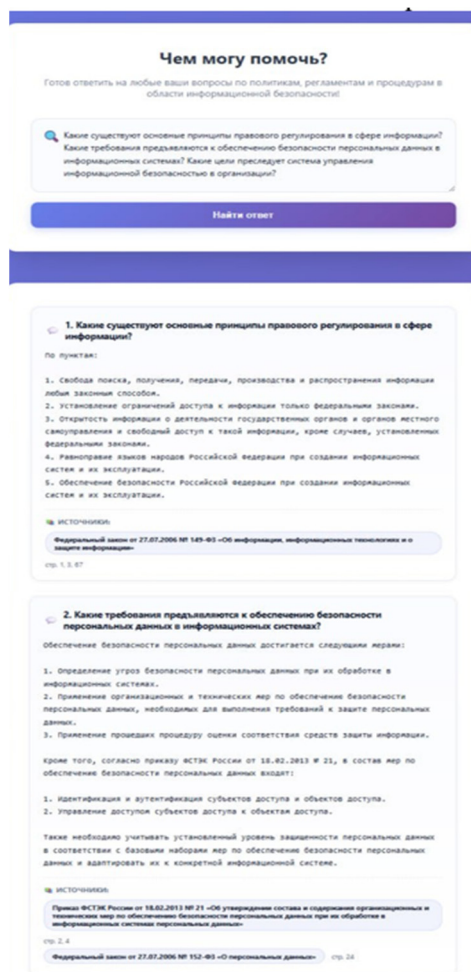 Чем могу помочь?
Готов ответить на любые ваши вопросы по политикам, регламентам и процедурам в
области информационной безопасности!
Какие существуют основные принципы правового регулирования в сфере информации?
Какие требования предъявляются к обеспечению безопасности персональных данных в
информационных системах? Какие цели преследует система управления
информационной безопасностью в организации?
Найти ответ
1. Какие существуют основные принципы правового регулирования в сфере
информации?
По пунктам:
1. Свобода поиска, получения, передачи, производства и распространения информации
любым законным способом.
2. Установление ограничений доступа к информации только федеральными законами.
3. Открытость информации о деятельности государственных органов и органов местного
самоуправления и свободный доступ к такой информации, кроме случаев, установленных
федеральными законами.
4. Равноправие языков народов Российской Федерации при создании информационных
систем и их эксплуатации.
5. Обеспечение безопасности Российской Федерации при создании информационных
систем и их эксплуатации.
ИСТОЧНИКИ:
Федеральный закон от 27.07.2006 № 149-ФЗ «Об информации, информационных технологиях и о
защите информации»
стр. 1, 3, 67
2. Какие требования предъявляются к обеспечению безопасности
персональных данных в информационных системах?
Обеспечение безопасности персональных данных достигается следующими мерами:
1. Определение угроз безопасности персональных данных при их обработке в
информационных системах.
2. Применение организационных и технических мер по обеспечению безопасности
персональных данных, необходимых для выполнения требований к защите персональных
данных.
3. Применение прошедших процедуру оценки соответствия средств защиты информации.
Кроме того, согласно приказу ФСТЭК России от 18.02.2013 № 21, в состав мер по
обеспечению безопасности персональных данных входят:
1. Идентификация и аутентификация субъектов доступа и объектов доступа.
2. Управление доступом субъектов доступа к объектам доступа.
Также необходимо учитывать установленный уровень защищенности персональных данных
в соответствии с базовыми наборами мер по обеспечению безопасности персональных
данных и адаптировать их к конкретной информационной системе.
ИСТОЧНИКИ:
Приказ ФСТЭК России от 18.02.2013 № 21 «Об утверждении состава и содержания организационных и
технических мер по обеспечению безопасности персональных данных при их обработке в
информационных системах персональных данных»
стр. 2, 4
Федеральный закон от 27.07.2006 № 152-ФЗ «О персональных данных» стр. 24